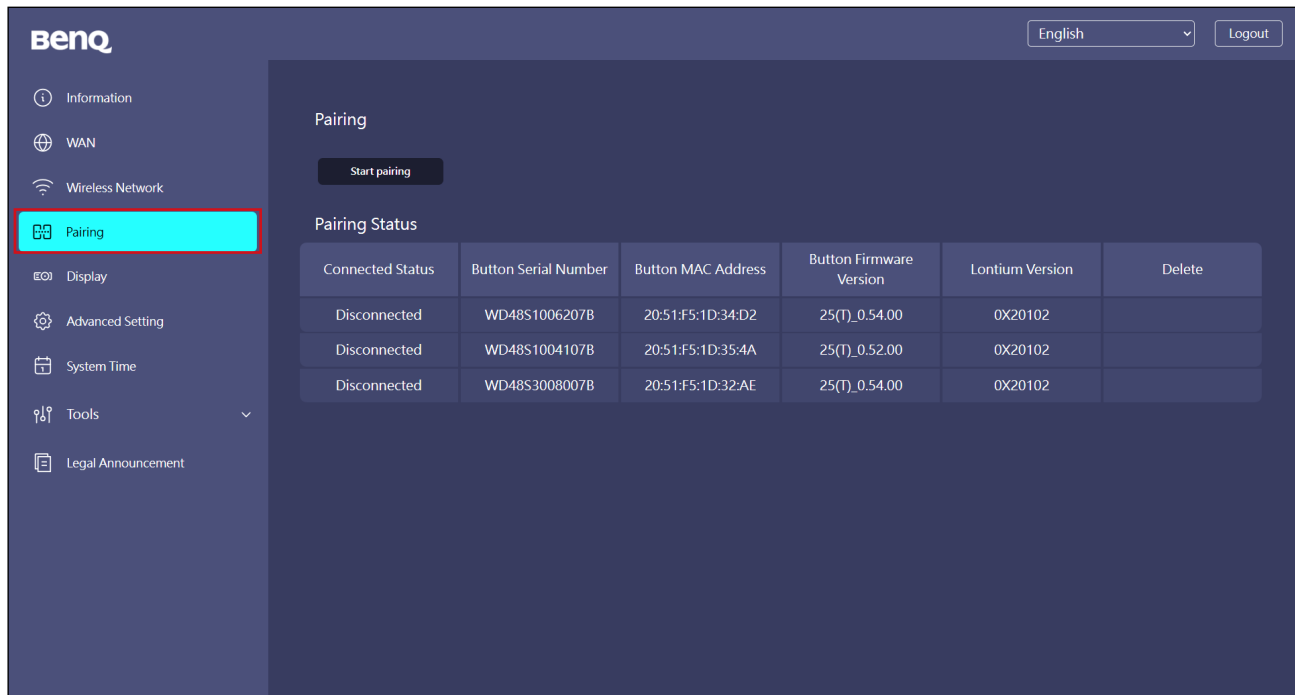 BenQ
English
Logout
Information
WAN
Wireless Network
Pairing
Display
Advanced Setting
System Time
Tools
Legal Announcement
Pairing
Start pairing
Pairing Status
Connected Status Button Serial Number Button MAC Address Button Firmware Version Lontium Version Delete
Disconnected WD48S1006207B 20:51:F5:1D:34:D2 25(T)_0.54.00 0X20102
Disconnected WD48S1004107B 20:51:F5:1D:35:4A 25(T)_0.52.00 0X20102
Disconnected WD48S3008007B 20:51:F5:1D:32:AE 25(T)_0.54.00 0X20102